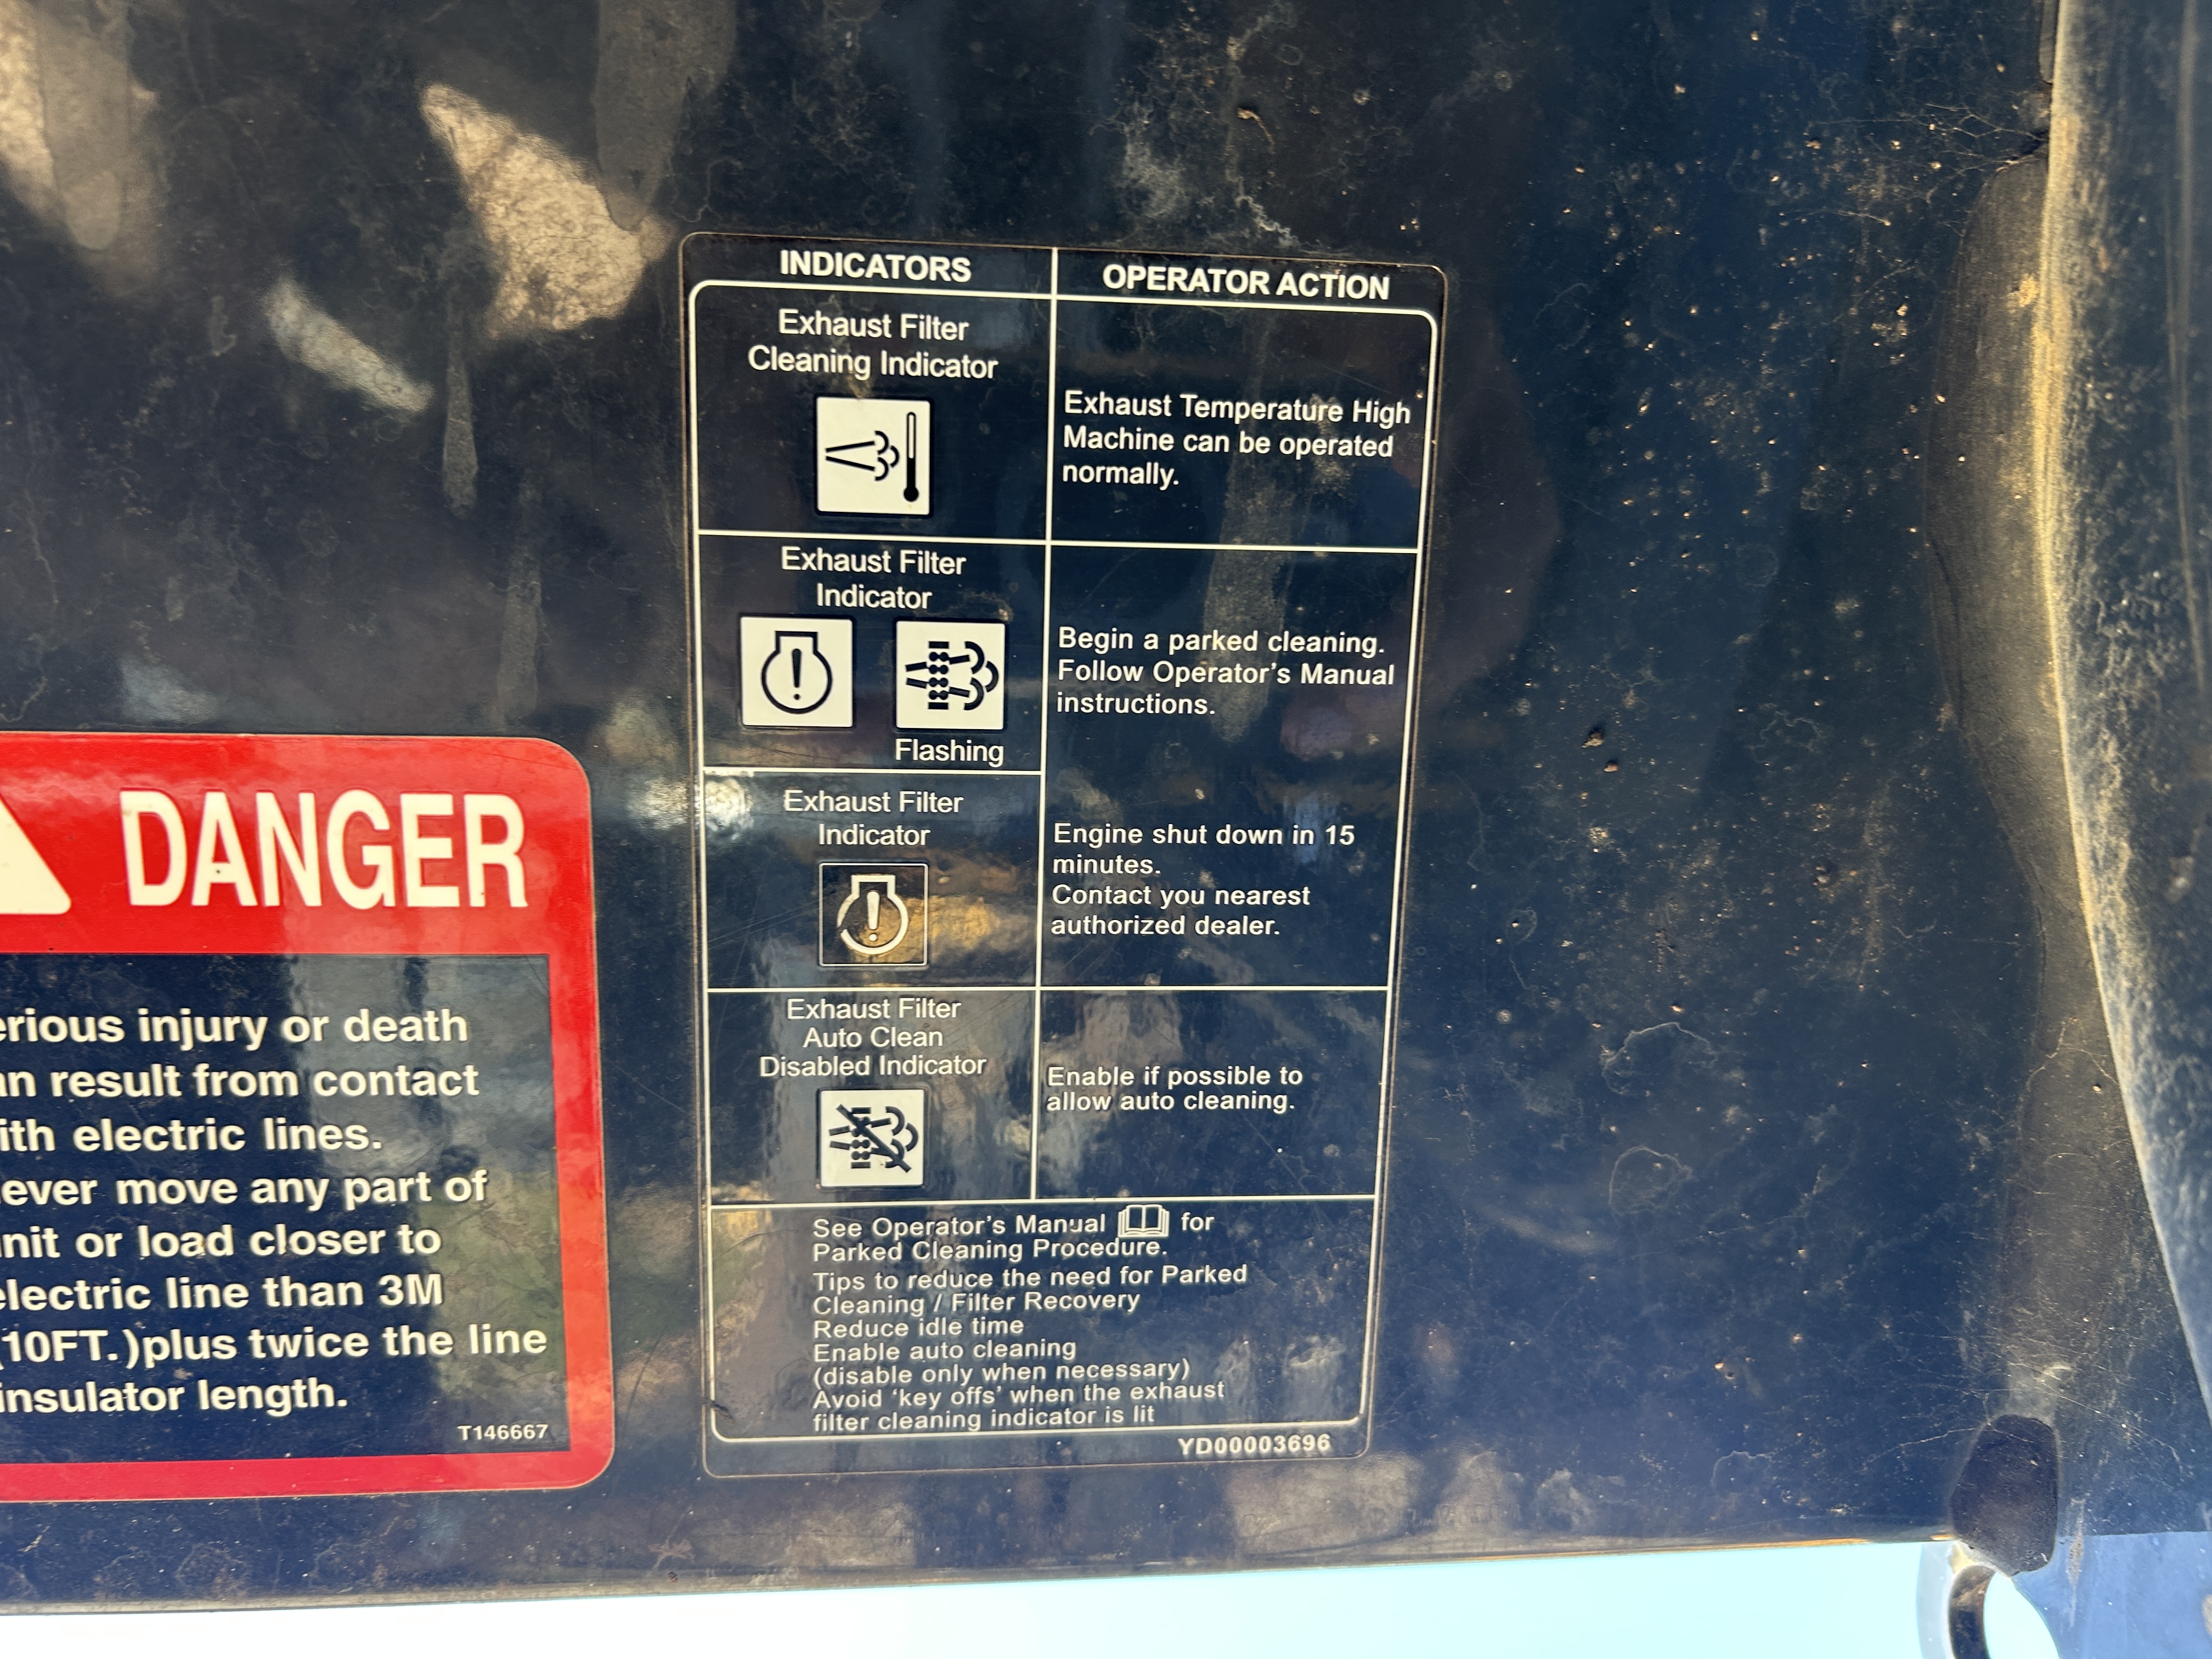 DANGER
erious injury or death
an result from contact
ith electric lines.
ever move any part of
nit or load closer to
electric line than 3M
(10FT.)plus twice the line
insulator length.
T146667
INDICATORS
OPERATOR ACTION
Exhaust Filter
Cleaning Indicator
Exhaust Temperature High
Machine can be operated
normally.
Exhaust Filter
Indicator
Flashing
Begin a parked cleaning.
Follow Operator's Manual
instructions.
Exhaust Filter
Indicator
Engine shut down in 15
minutes.
Contact you nearest
authorized dealer.
Exhaust Filter
Auto Clean
Disabled Indicator
Enable if possible to
allow auto cleaning.
See Operator's Manual for
Parked Cleaning Procedure.
Tips to reduce the need for Parked
Cleaning / Filter Recovery
Reduce idle time
Enable auto cleaning
(disable only when necessary)
Avoid 'key offs' when the exhaust
filter cleaning indicator is lit
YD00003696